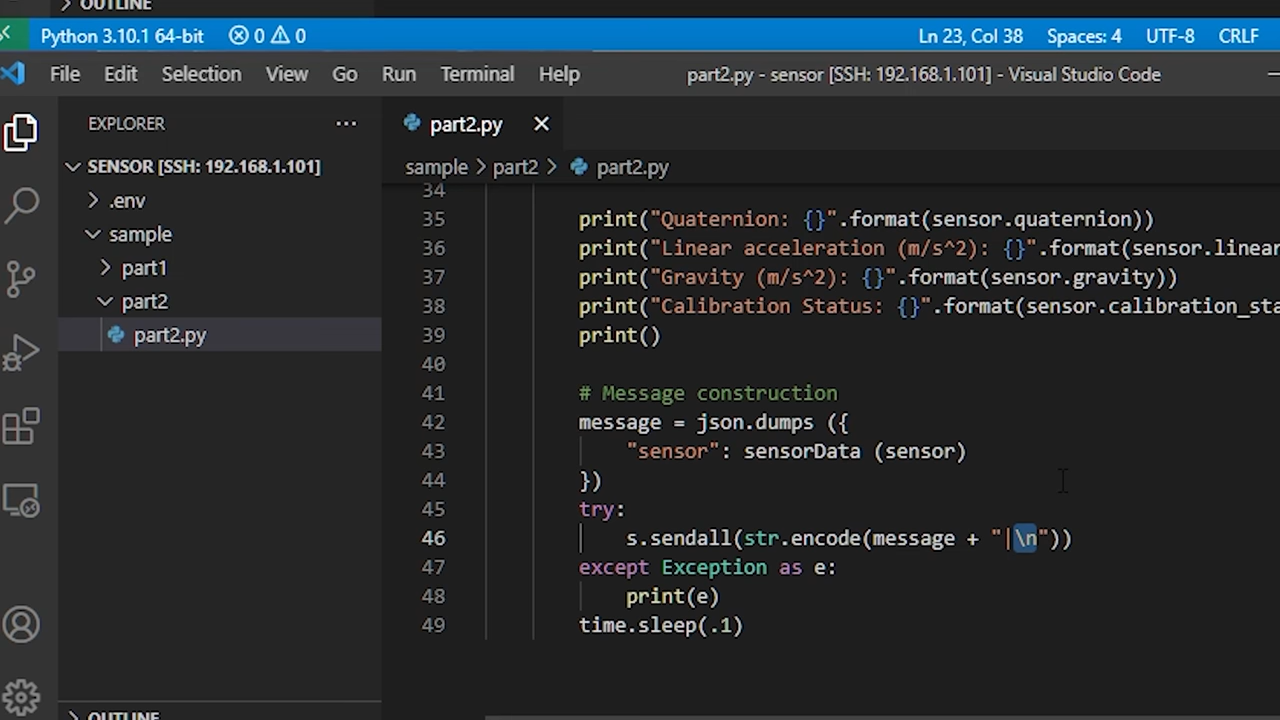 OUTLINE
Python 3.10.1 64-bit 0 0 Ln 23, Col 38 Spaces: 4 UTF-8 CRLF
File Edit Selection View Go Run Terminal Help part2.py - sensor [SSH: 192.168.1.101] - Visual Studio Code
EXPLORER ...
part2.py
SENSOR [SSH: 192.168.1.101]
.env
sample
part1
part2
part2.py
sample > part2 > part2.py
34
35 print("Quaternion: {}".format(sensor.quaternion))
36 print("Linear acceleration (m/s^2): {}".format(sensor.linear
37 print("Gravity (m/s^2): {}".format(sensor.gravity))
38 print("Calibration Status: {}".format(sensor.calibration_sta
39 print()
40
41 # Message construction
42 message = json.dumps ({
43 "sensor": sensorData (sensor)
44 })
45 try:
46 s.sendall(str.encode(message + "|\n"))
47 except Exception as e:
48 print(e)
49 time.sleep(.1)
OUTLINE